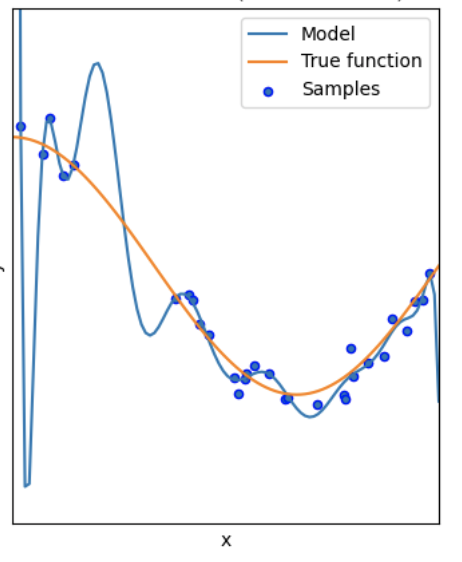 Model
True function
Samples
x